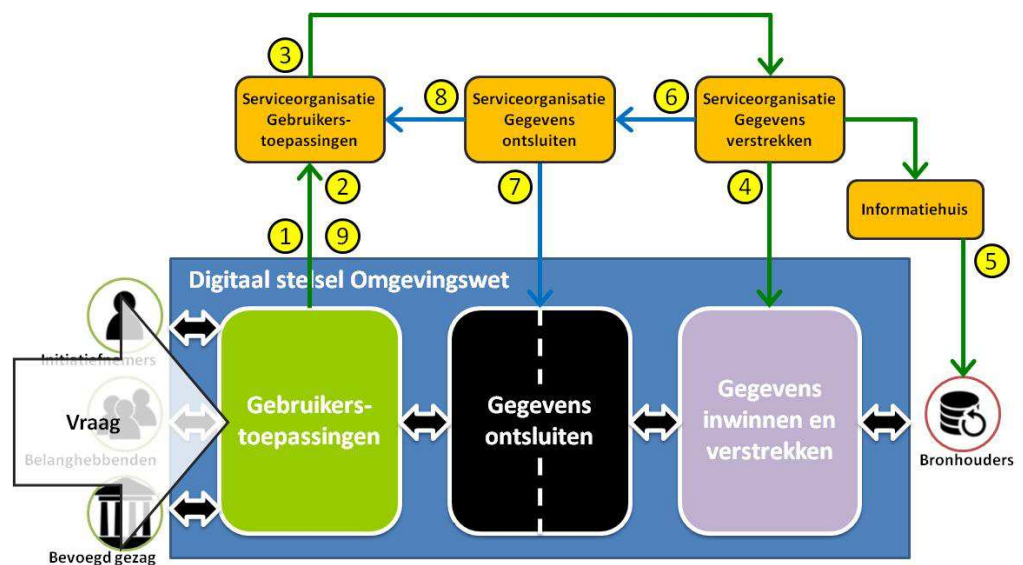 3
Serviceorganisatie
Gebruikers-
toepassingen
8
Serviceorganisatie
Gegevens
ontsluiten
6
Serviceorganisatie
Gegevens
verstrekken
2
7
4
Informatiehuis
1
9
5
Digitaal stelsel Omgevingswet
Initiatiefnemers
Vraag
Belanghebbenden
Bevoegd gezag
Gebruikers-
toepassingen
Gegevens
ontsluiten
Gegevens
inwinnen en
verstrekken
Bronhouders